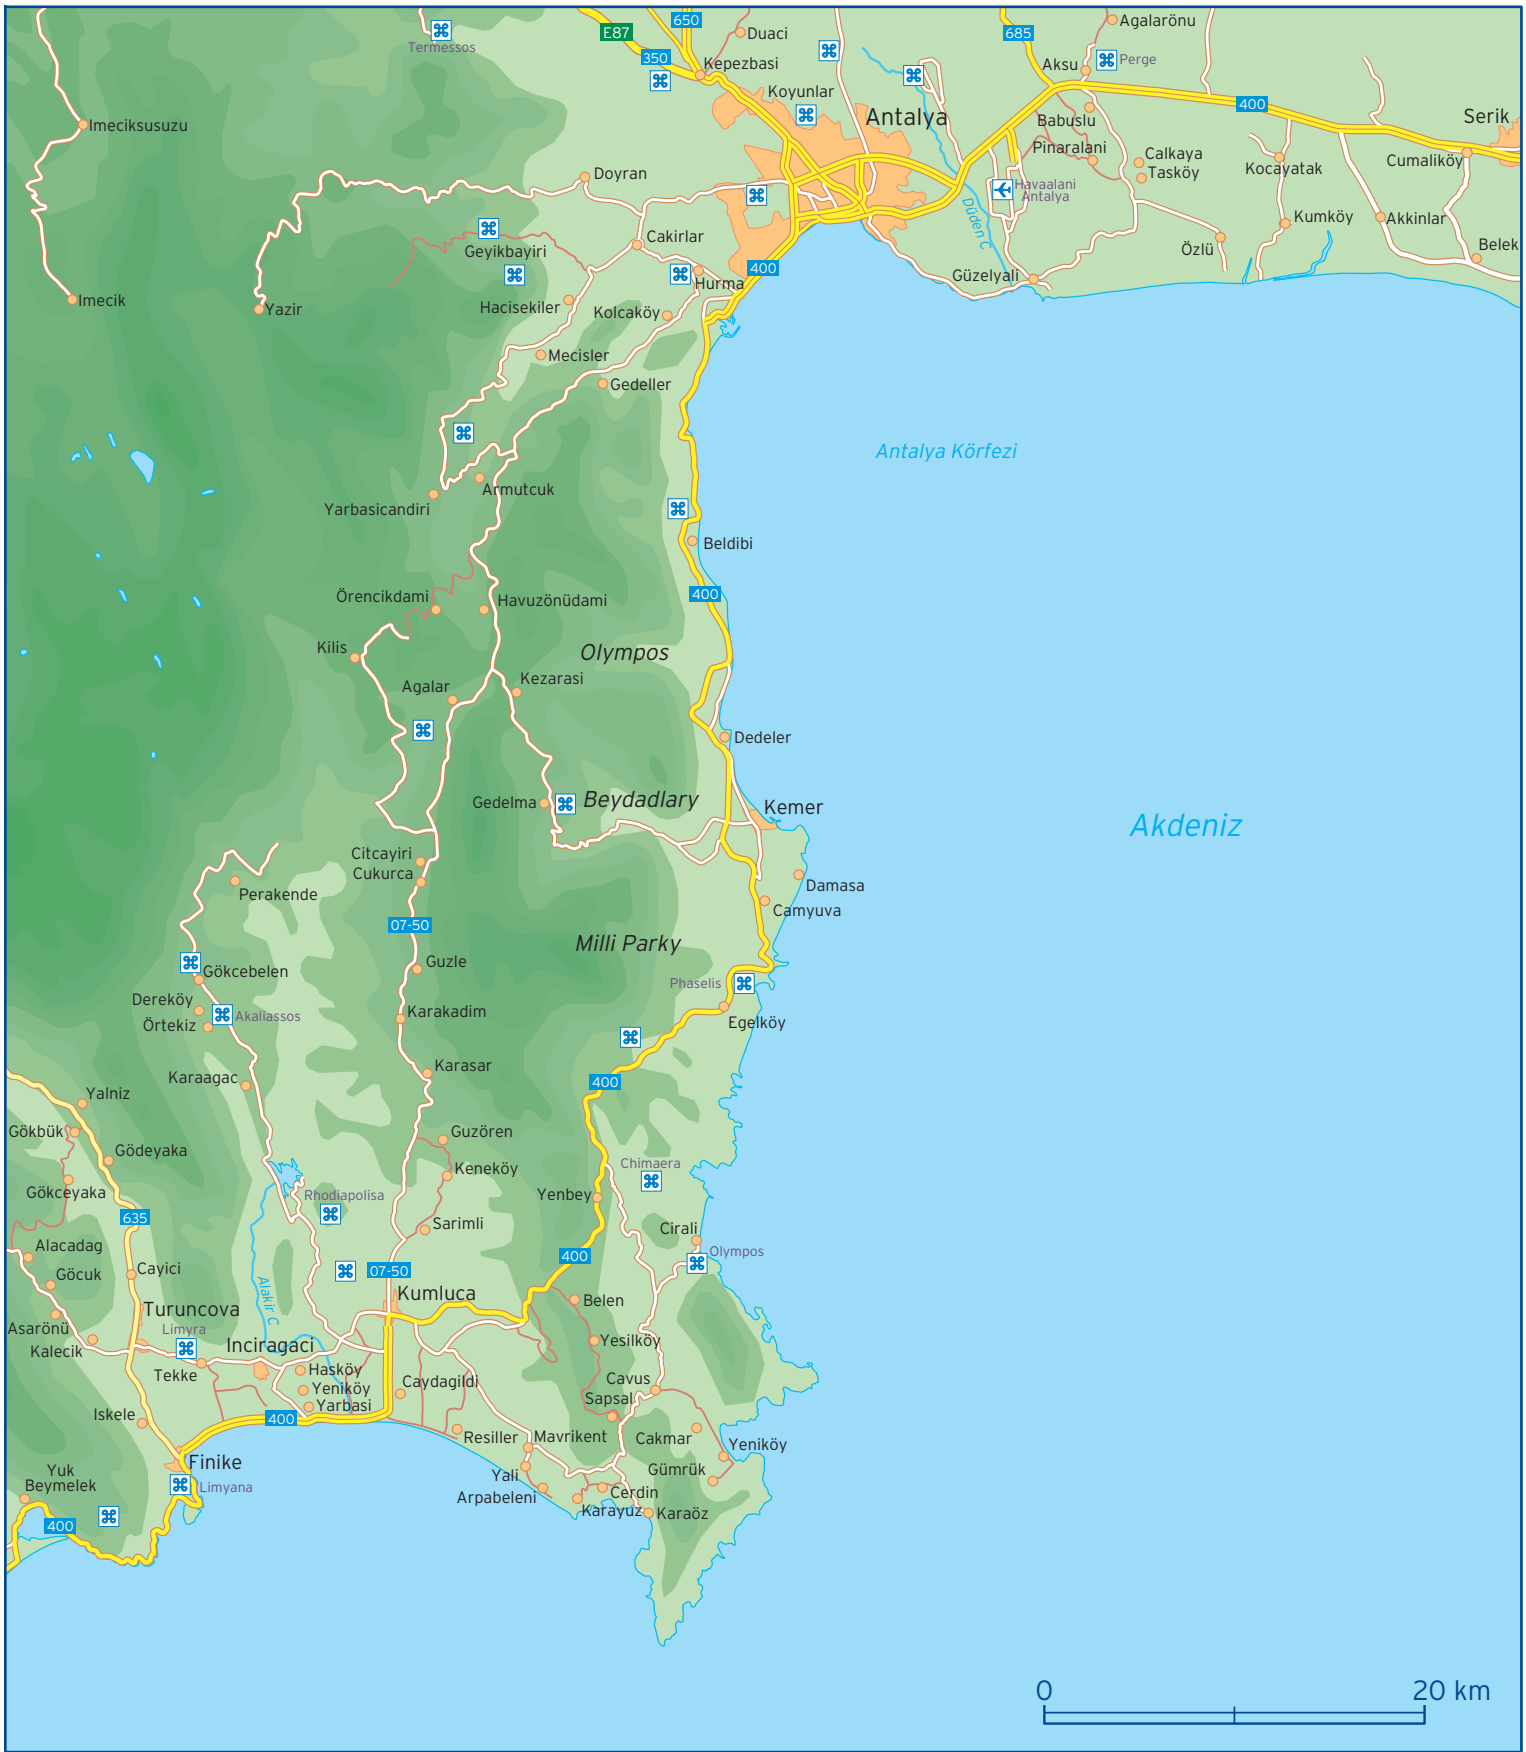 E87
650
350
685
Duaci
Agalarönu
Termessos
Kepezbasi
Aksu
Perge
Koyunlar
Antalya
400
Serik
Babuslu
Imeciksusuzu
Pinaralani
Calkaya
Cumaliköy
Kocayatak
Tasköy
Doyran
Havaalani
Antalya
Düden C
Kumköy
Akkinlar
Cakirlar
Geyikbayiri
Özlü
Belek
400
Güzelyali
Hurma
Imecik
Yazir
Hacisekiler
Kolcaköy
Mecisler
Gedeller
Antalya Körfezi
Armutcuk
Yarbasicandiri
Beldibi
400
Örencikdami
Havuzönüdami
Kilis
Olympos
Agalar
Kezarasi
Dedeler
Gedelma
Beydadlary
Kemer
Akdeniz
Citcayiri
Cukurca
Perakende
Damasa
Camyuva
07-50
Milli Parky
Guzle
Gökcebelen
Phaselis
Dereköy
Örtekiz
Akaliassos
Karakadim
Egelköy
Karaagac
Karasar
400
Yalniz
Gökbük
Guzören
Gödeyaka
Keneköy
Chimaera
Gökceyaka
Rhodiapolisa
Yenbey
635
Sarimli
Cirali
Alacadag
Olympos
400
Cayici
Göcuk
07-50
Alakir C
Kumluca
Belen
Turuncova
Asarönü
Limyra
Kalecik
Inciragaci
Yesilköy
Tekke
Hasköy
Yeniköy
Caydagildi
Cavus
Sapsal
Yarbasi
Iskele
400
Resiller
Mavrikent
Cakmar
Yeniköy
Finike
Yuk
Beymelek
Limyana
Yali
Gümrük
Arpabeleni
Cerdin
Karayuz
Karaöz
400
0
20 km